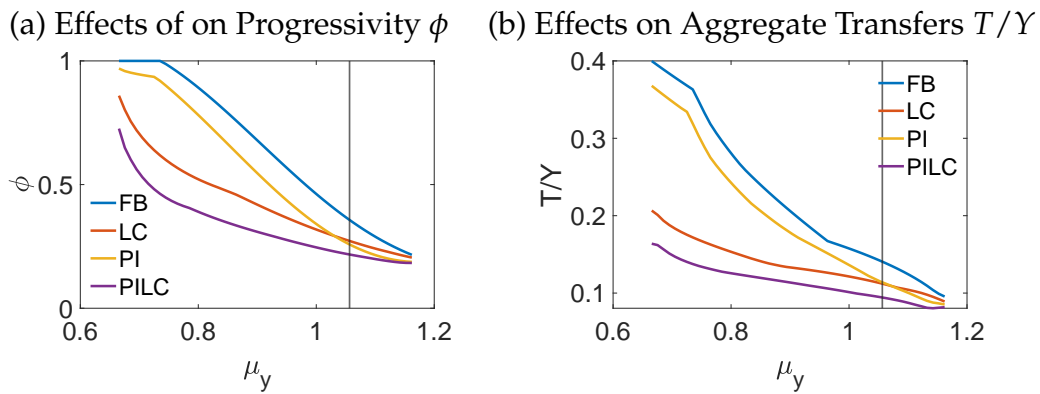 (a) Effects of on Progressivity ϕ
1
0.5
0
ϕ
FB
LC
PI
PILC
0.6
0.8
1
1.2
μy
(b) Effects on Aggregate Transfers T/Y
0.4
0.3
0.2
0.1
T/Y
FB
LC
PI
PILC
0.6
0.8
1
1.2
μy